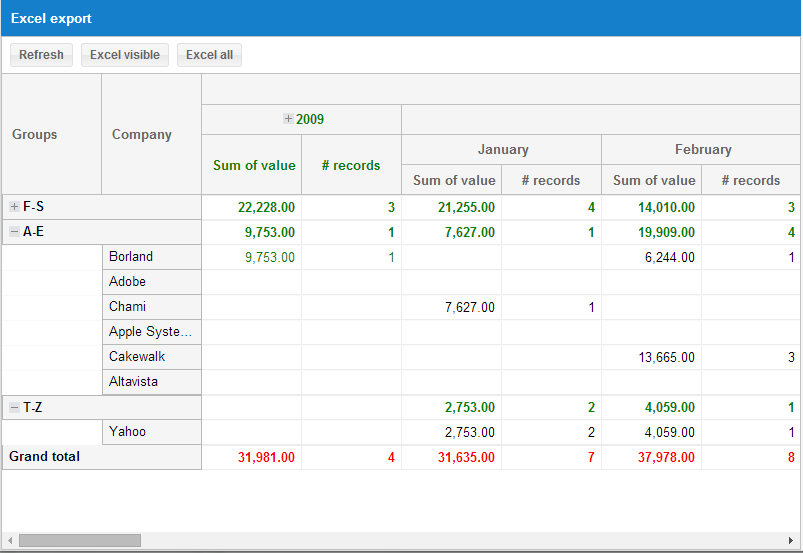 Excel export
Refresh Excel visible Excel all
Groups Company
+ 2009
January February
Sum of value # records
Sum of value # records Sum of value # records
+ F-S 22,228.00 3 21,255.00 4 14,010.00 3
− A-E 9,753.00 1 7,627.00 1 19,909.00 4
Borland 9,753.00 1 6,244.00 1
Adobe
Chami 7,627.00 1
Apple Syste...
Cakewalk 13,665.00 3
Altavista
− T-Z 2,753.00 2 4,059.00 1
Yahoo 2,753.00 2 4,059.00 1
Grand total 31,981.00 4 31,635.00 7 37,978.00 8